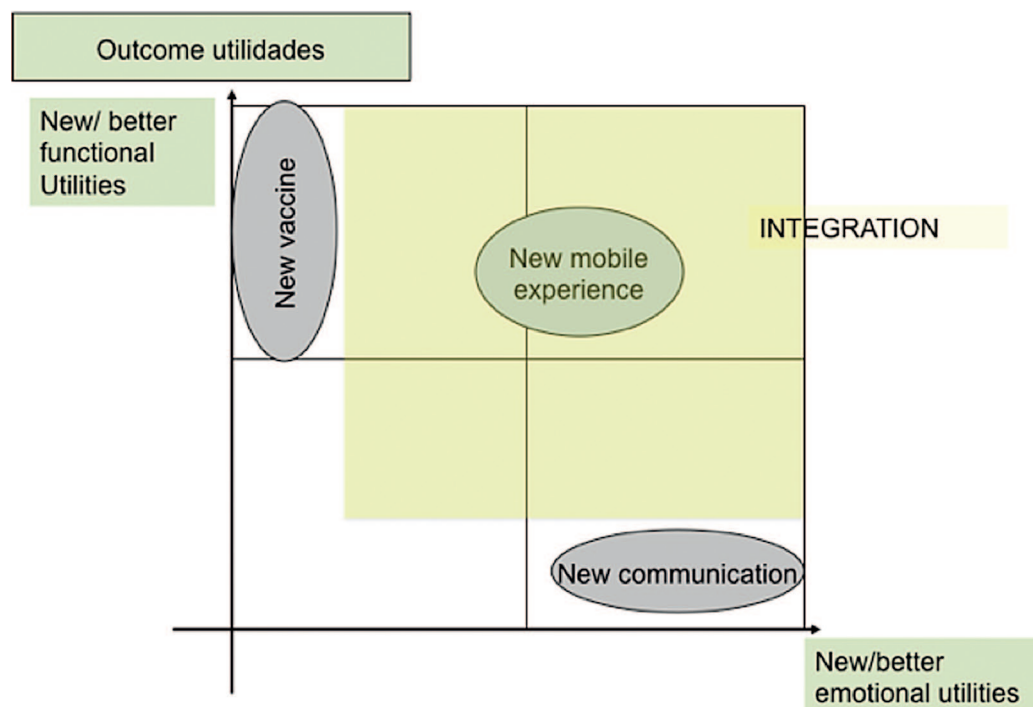 Outcome utilidades
New/ better
functional
Utilities
New vaccine
INTEGRATION
New mobile
experience
New communication
New/better
emotional utilities